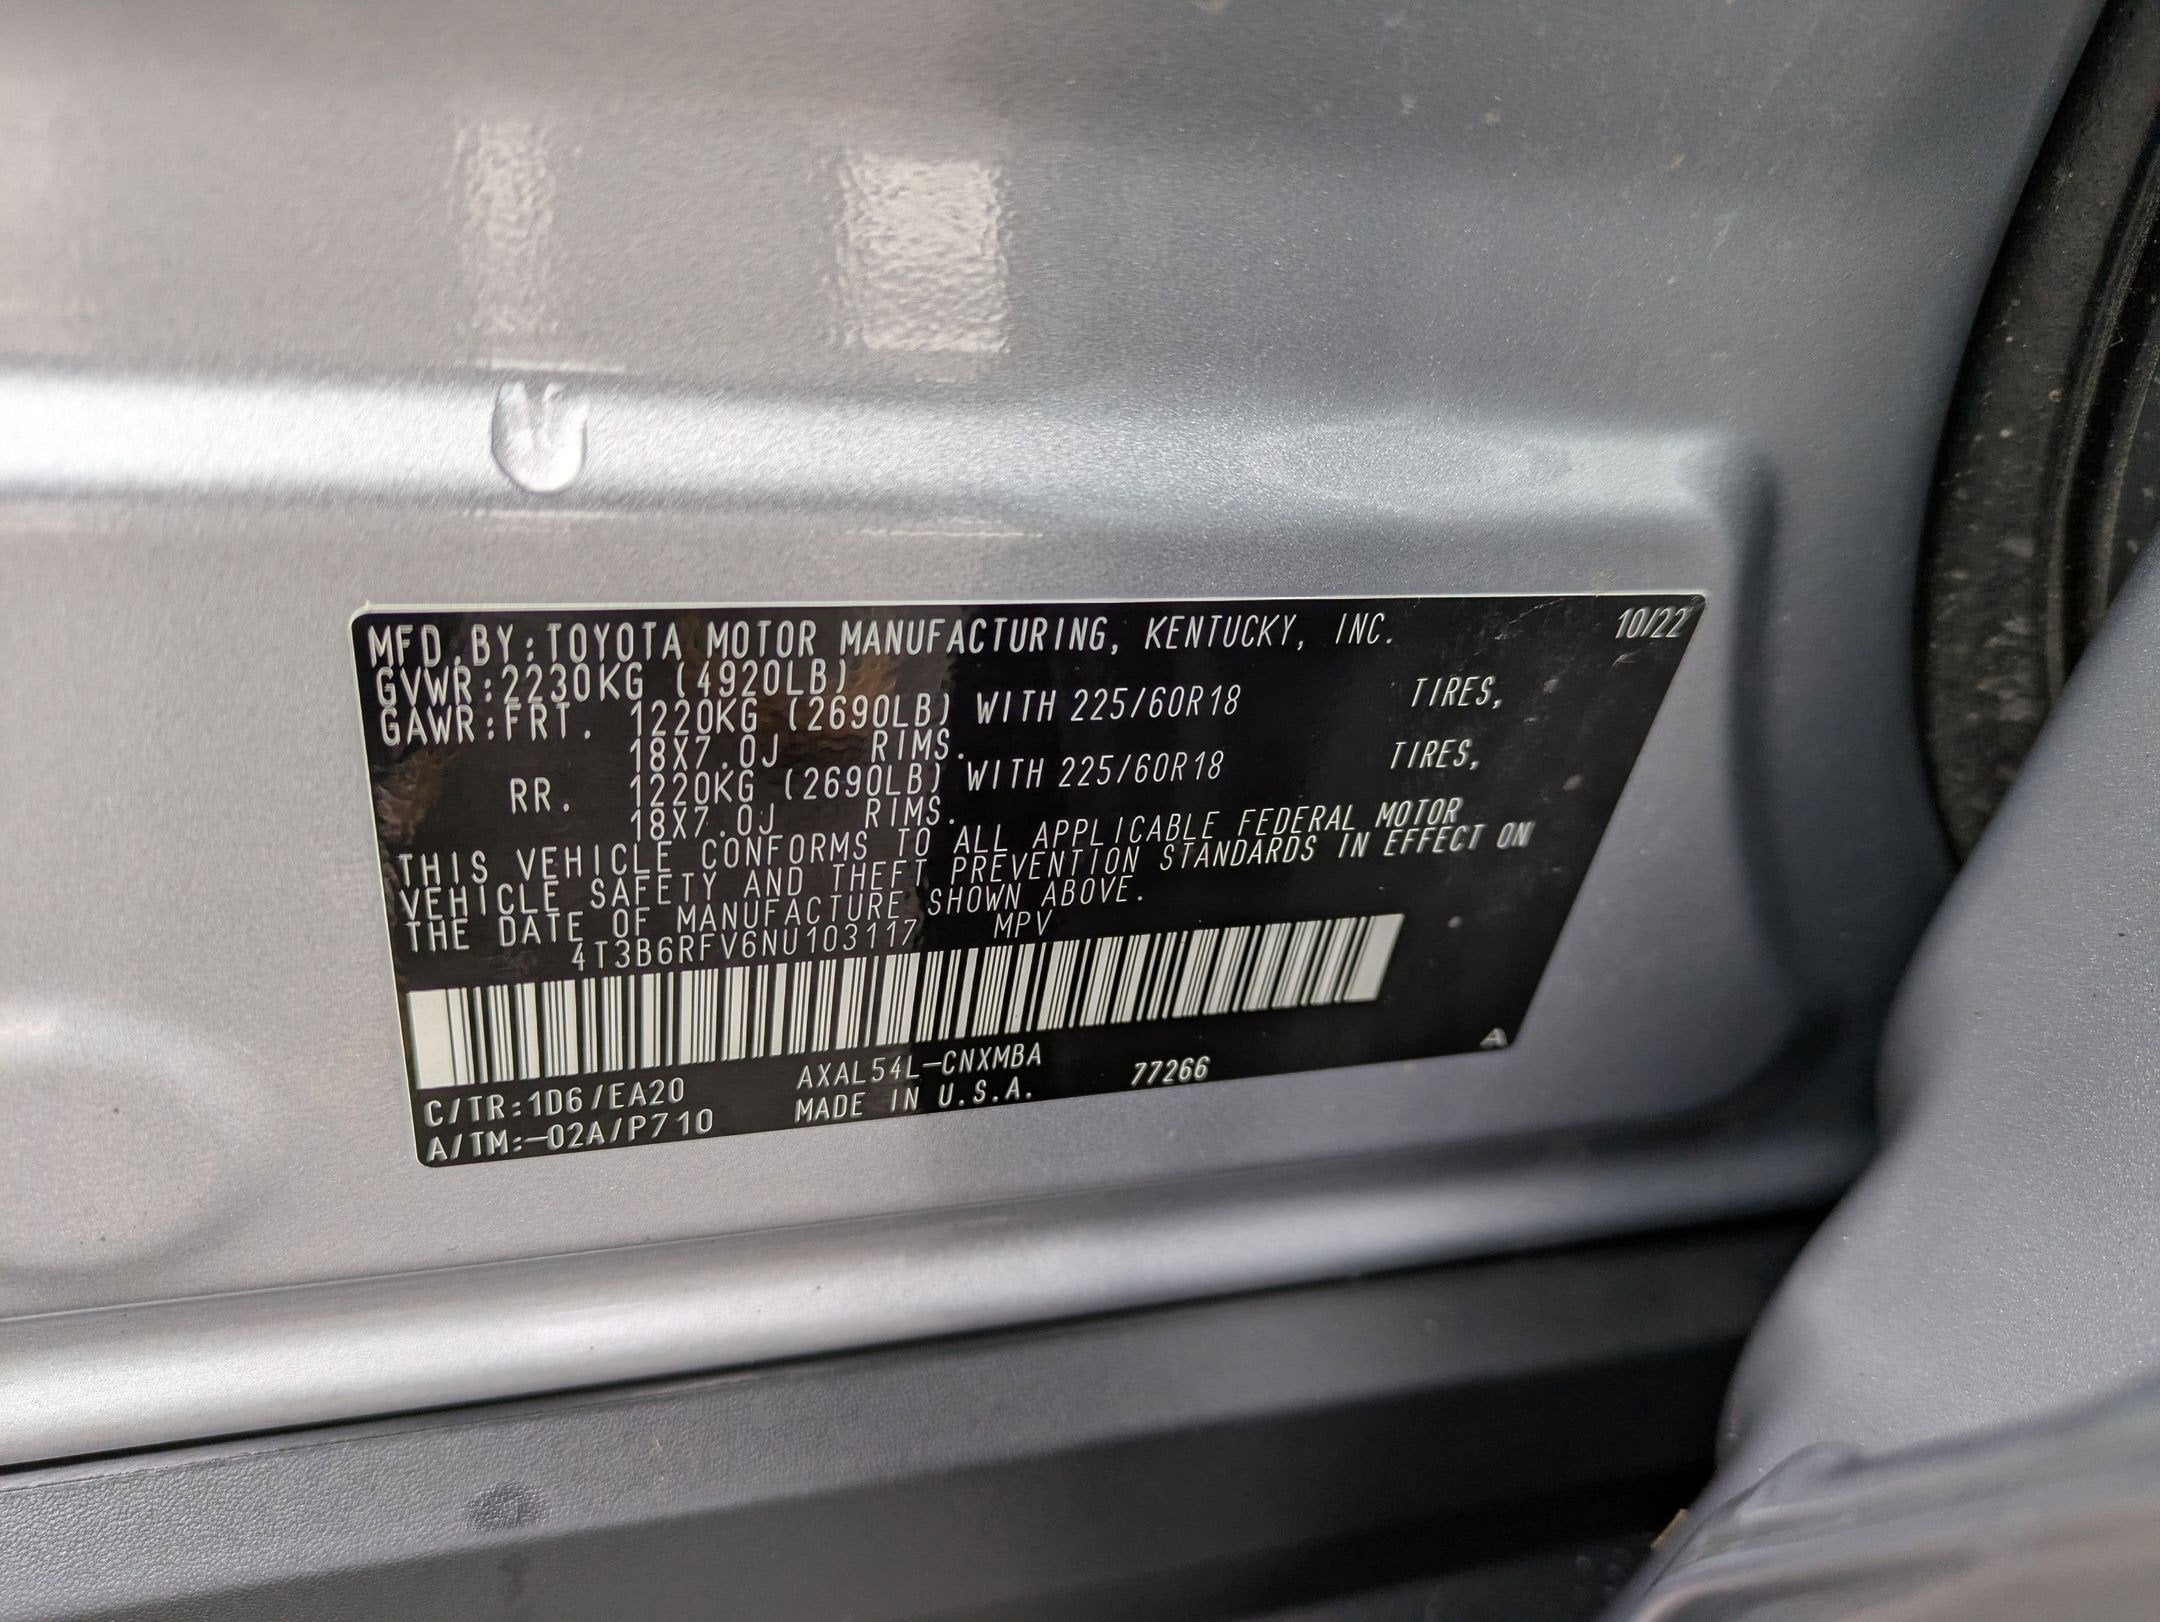 MFD.BY:TOYOTA MOTOR MANUFACTURING, KENTUCKY, INC. 10/22
GVWR:2230KG (4920LB)
GAWR:FRT. 1220KG (2690LB) WITH 225/60R18 TIRES,
18X7.0J RIMS.
RR. 1220KG (2690LB) WITH 225/60R18 TIRES,
18X7.0J RIMS.
THIS VEHICLE CONFORMS TO ALL APPLICABLE FEDERAL MOTOR
VEHICLE SAFETY AND THEFT PREVENTION STANDARDS IN EFFECT ON
THE DATE OF MANUFACTURE SHOWN ABOVE.
4T3B6RFV6NU103117 MPV
C/TR:1D6/EA20 AXAL54L-CNXMBA 77266 A
A/TM:-02A/P710 MADE IN U.S.A.